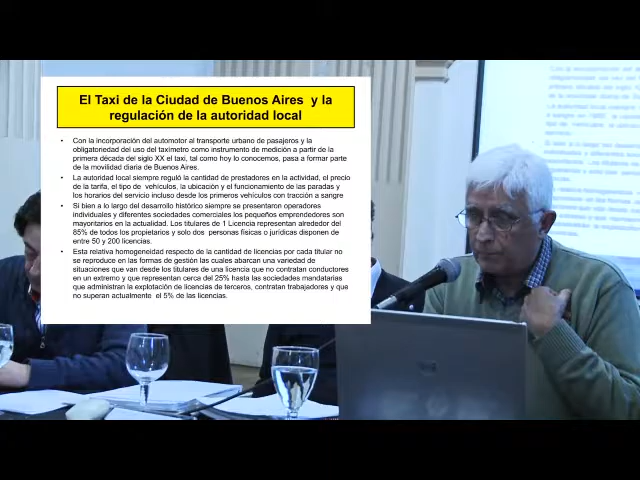 El Taxi de la Ciudad de Buenos Aires y la
regulación de la autoridad local
• Con la incorporación del automotor al transporte urbano de pasajeros y la
obligatoriedad del uso del taxímetro como instrumento de medición a partir de la
primera década del siglo XX el taxi, tal como hoy lo conocemos, pasa a formar parte
de la movilidad diaria de Buenos Aires.
• La autoridad local siempre reguló la cantidad de prestadores en la actividad, el precio
de la tarifa, el tipo de vehículos, la ubicación y el funcionamiento de las paradas y
los horarios del servicio incluso desde los primeros vehículos con tracción a sangre
• Si bien a lo largo del desarrollo histórico siempre se presentaron operadores
individuales y diferentes sociedades comerciales los pequeños emprendedores son
mayoritarios en la actualidad. Los titulares de 1 Licencia representan alrededor del
85% de todos los propietarios y solo dos personas físicas o jurídicas disponen de
entre 50 y 200 licencias.
• Esta relativa homogeneidad respecto de la cantidad de licencias por cada titular no
se reproduce en las formas de gestión las cuales abarcan una variedad de
situaciones que van desde los titulares de una licencia que no contratan conductores
en un extremo y que representan cerca del 25% hasta las sociedades mandatarias
que administran la explotación de licencias de terceros, contratan trabajadores y que
no superan actualmente el 5% de las licencias.